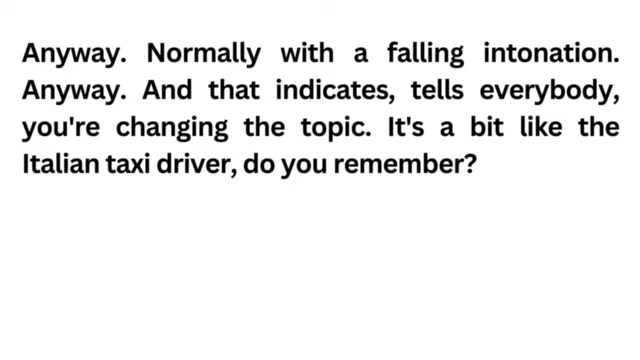 Anyway. Normally with a falling intonation.
Anyway. And that indicates, tells everybody,
you're changing the topic. It's a bit like the
Italian taxi driver, do you remember?